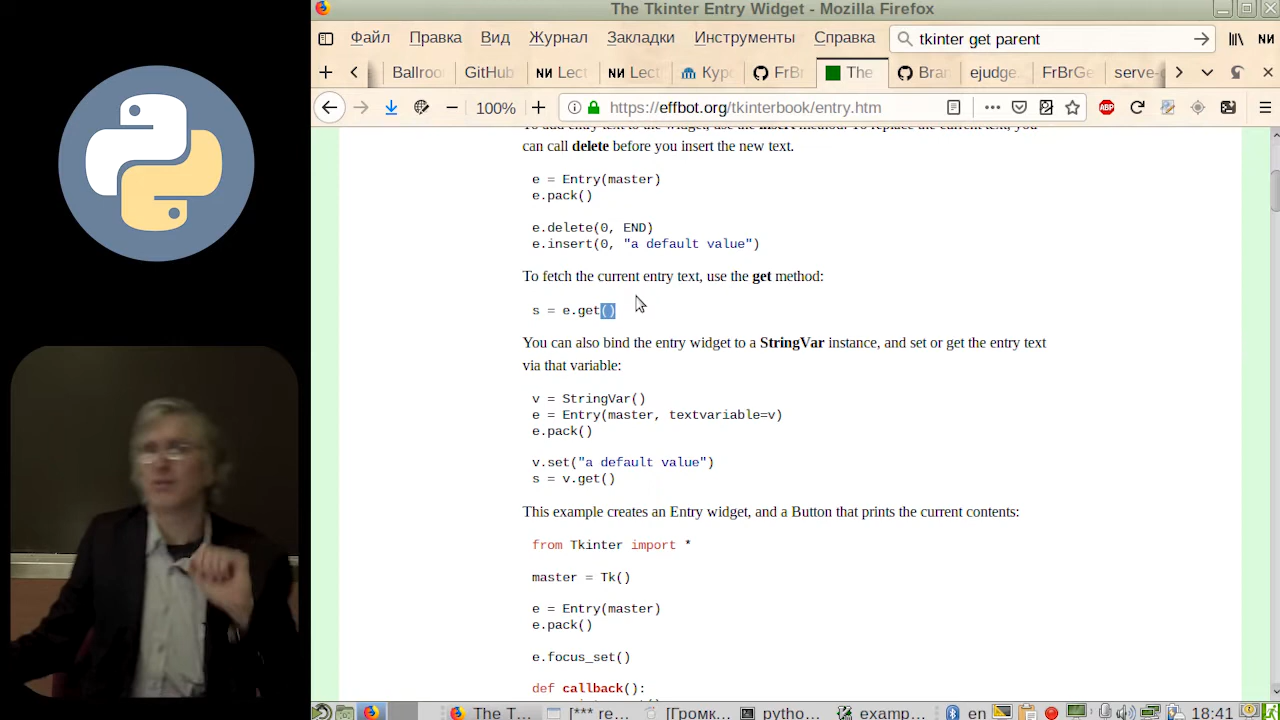 The Tkinter Entry Widget - Mozilla Firefox
Файл Правка Вид Журнал Закладки Инструменты Справка tkinter get parent
Ballroo GitHub Lect Lect Курс FrBr The Bran ejudge. FrBrGe serve-
100% https://effbot.org/tkinterbook/entry.htm ABP
can call delete before you insert the new text.
e = Entry(master)
e.pack()
e.delete(0, END)
e.insert(0, "a default value")
To fetch the current entry text, use the get method:
s = e.get()
You can also bind the entry widget to a StringVar instance, and set or get the entry text
via that variable:
v = StringVar()
e = Entry(master, textvariable=v)
e.pack()
v.set("a default value")
s = v.get()
This example creates an Entry widget, and a Button that prints the current contents:
from Tkinter import *
master = Tk()
e = Entry(master)
e.pack()
e.focus_set()
def callback():
The T... [*** re... [Громк... python... examp... en 18:41